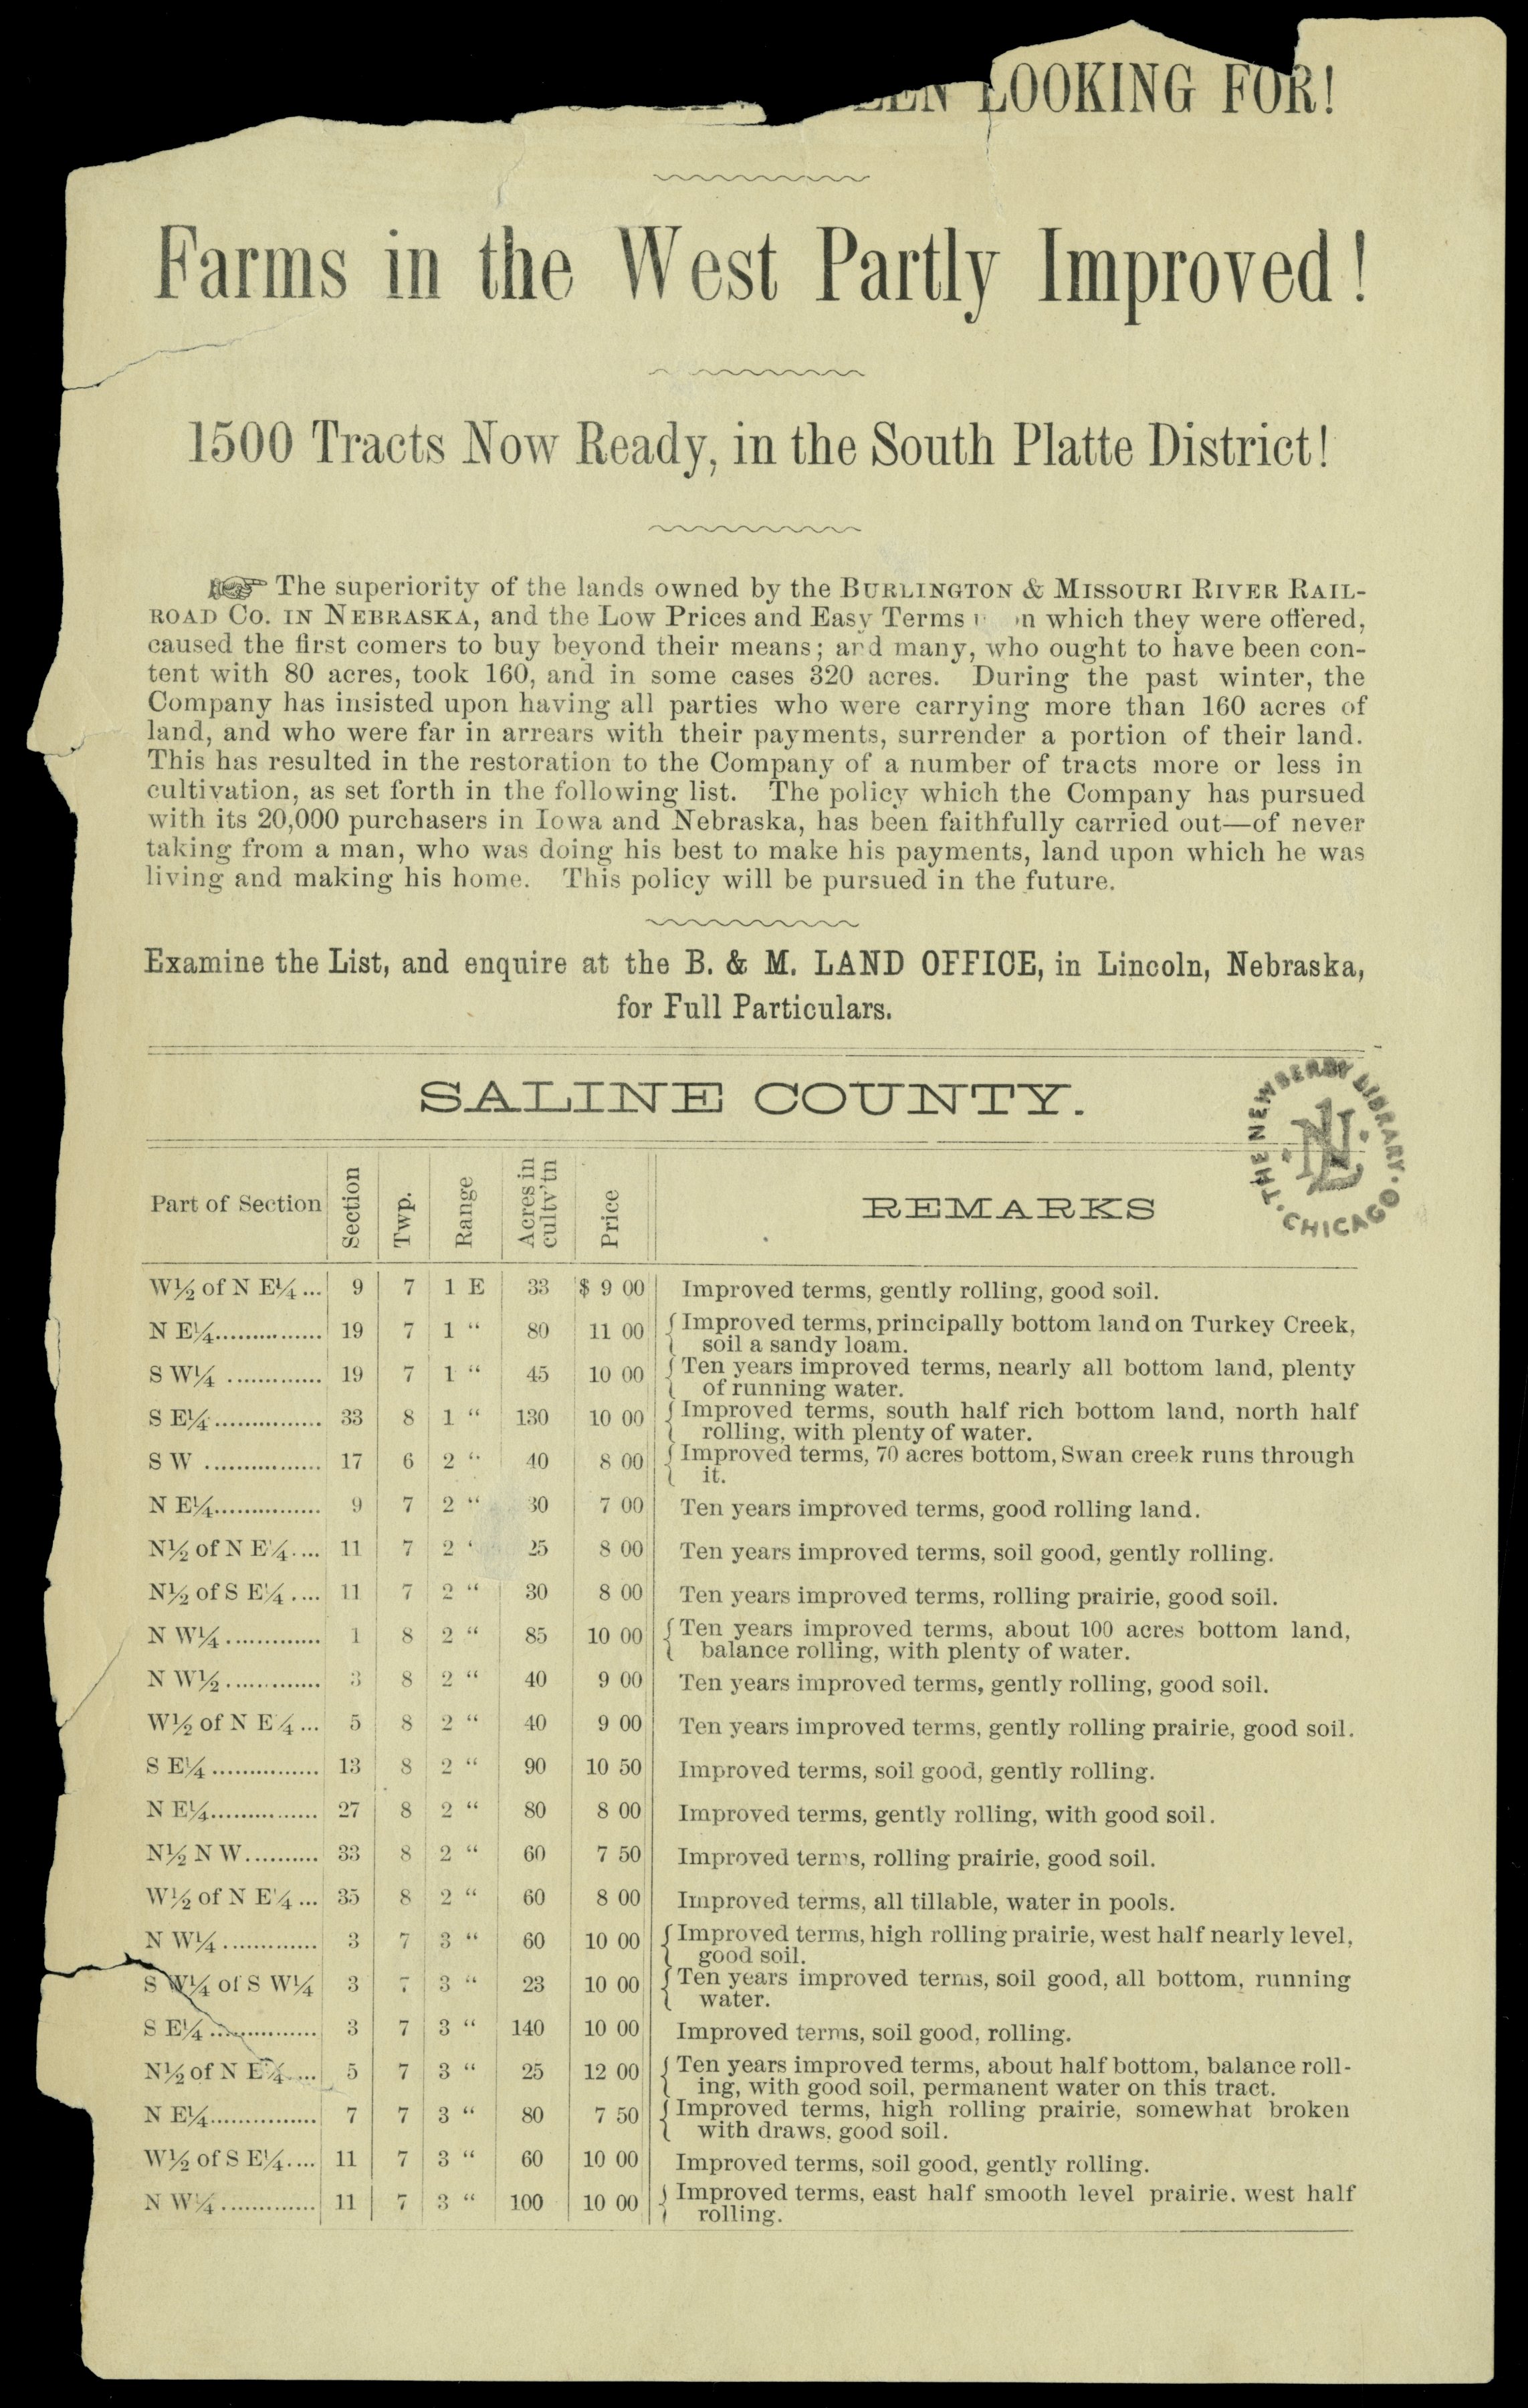 LOOKING FOR!
Farms in the West Partly Improved!
1500 Tracts Now Ready, in the South Platte District!
The superiority of the lands owned by the BURLINGTON & MISSOURI RIVER RAIL-
ROAD CO. IN NEBRASKA, and the Low Prices and Easy Terms which they were offered,
caused the first comers to buy beyond their means; and many, who ought to have been con-
tent with 80 acres, took 160, and in some cases 320 acres. During the past winter, the
Company has insisted upon having all parties who were carrying more than 160 acres of
land, and who were far in arrears with their payments, surrender a portion of their land.
This has resulted in the restoration to the Company of a number of tracts more or less in
cultivation, as set forth in the following list. The policy which the Company has pursued
with its 20,000 purchasers in Iowa and Nebraska, has been faithfully carried out—of never
taking from a man, who was doing his best to make his payments, land upon which he was
living and making his home. This policy will be pursued in the future.
Examine the List, and enquire at the B. & M. LAND OFFICE, in Lincoln, Nebraska,
for Full Particulars.
SALINE COUNTY.
THE NEWBERRY LIBRARY · CHICAGO ·
NL
Part of Section Section Twp. Range Acres in cultv'tn Price REMARKS
W½ of N E¼... 9 7 1 E 33 $ 9 00 Improved terms, gently rolling, good soil.
N E¼............... 19 7 1 “ 80 11 00 Improved terms, principally bottom land on Turkey Creek,
soil a sandy loam.
S W¼ ............. 19 7 1 “ 45 10 00 Ten years improved terms, nearly all bottom land, plenty
of running water.
S E¼............... 33 8 1 “ 130 10 00 Improved terms, south half rich bottom land, north half
rolling, with plenty of water.
S W ................ 17 6 2 “ 40 8 00 Improved terms, 70 acres bottom, Swan creek runs through
it.
N E¼............... 9 7 2 “ 30 7 00 Ten years improved terms, good rolling land.
N½ of N E¼.... 11 7 2 “ 25 8 00 Ten years improved terms, soil good, gently rolling.
N½ of S E¼.... 11 7 2 “ 30 8 00 Ten years improved terms, rolling prairie, good soil.
N W¼............. 1 8 2 “ 85 10 00 Ten years improved terms, about 100 acres bottom land,
balance rolling, with plenty of water.
N W½............. 3 8 2 “ 40 9 00 Ten years improved terms, gently rolling, good soil.
W½ of N E¼... 5 8 2 “ 40 9 00 Ten years improved terms, gently rolling prairie, good soil.
S E¼............... 13 8 2 “ 90 10 50 Improved terms, soil good, gently rolling.
N E¼............... 27 8 2 “ 80 8 00 Improved terms, gently rolling, with good soil.
N½ N W.......... 33 8 2 “ 60 7 50 Improved terms, rolling prairie, good soil.
W½ of N E¼... 35 8 2 “ 60 8 00 Improved terms, all tillable, water in pools.
N W¼............. 3 7 3 “ 60 10 00 Improved terms, high rolling prairie, west half nearly level,
good soil.
S W¼ of S W¼ 3 7 3 “ 23 10 00 Ten years improved terms, soil good, all bottom, running
water.
S E¼............... 3 7 3 “ 140 10 00 Improved terms, soil good, rolling.
N½ of N E¼.... 5 7 3 “ 25 12 00 Ten years improved terms, about half bottom, balance roll-
ing, with good soil, permanent water on this tract.
N E¼............... 7 7 3 “ 80 7 50 Improved terms, high rolling prairie, somewhat broken
with draws, good soil.
W½ of S E¼.... 11 7 3 “ 60 10 00 Improved terms, soil good, gently rolling.
N W¼............. 11 7 3 “ 100 10 00 Improved terms, east half smooth level prairie, west half
rolling.